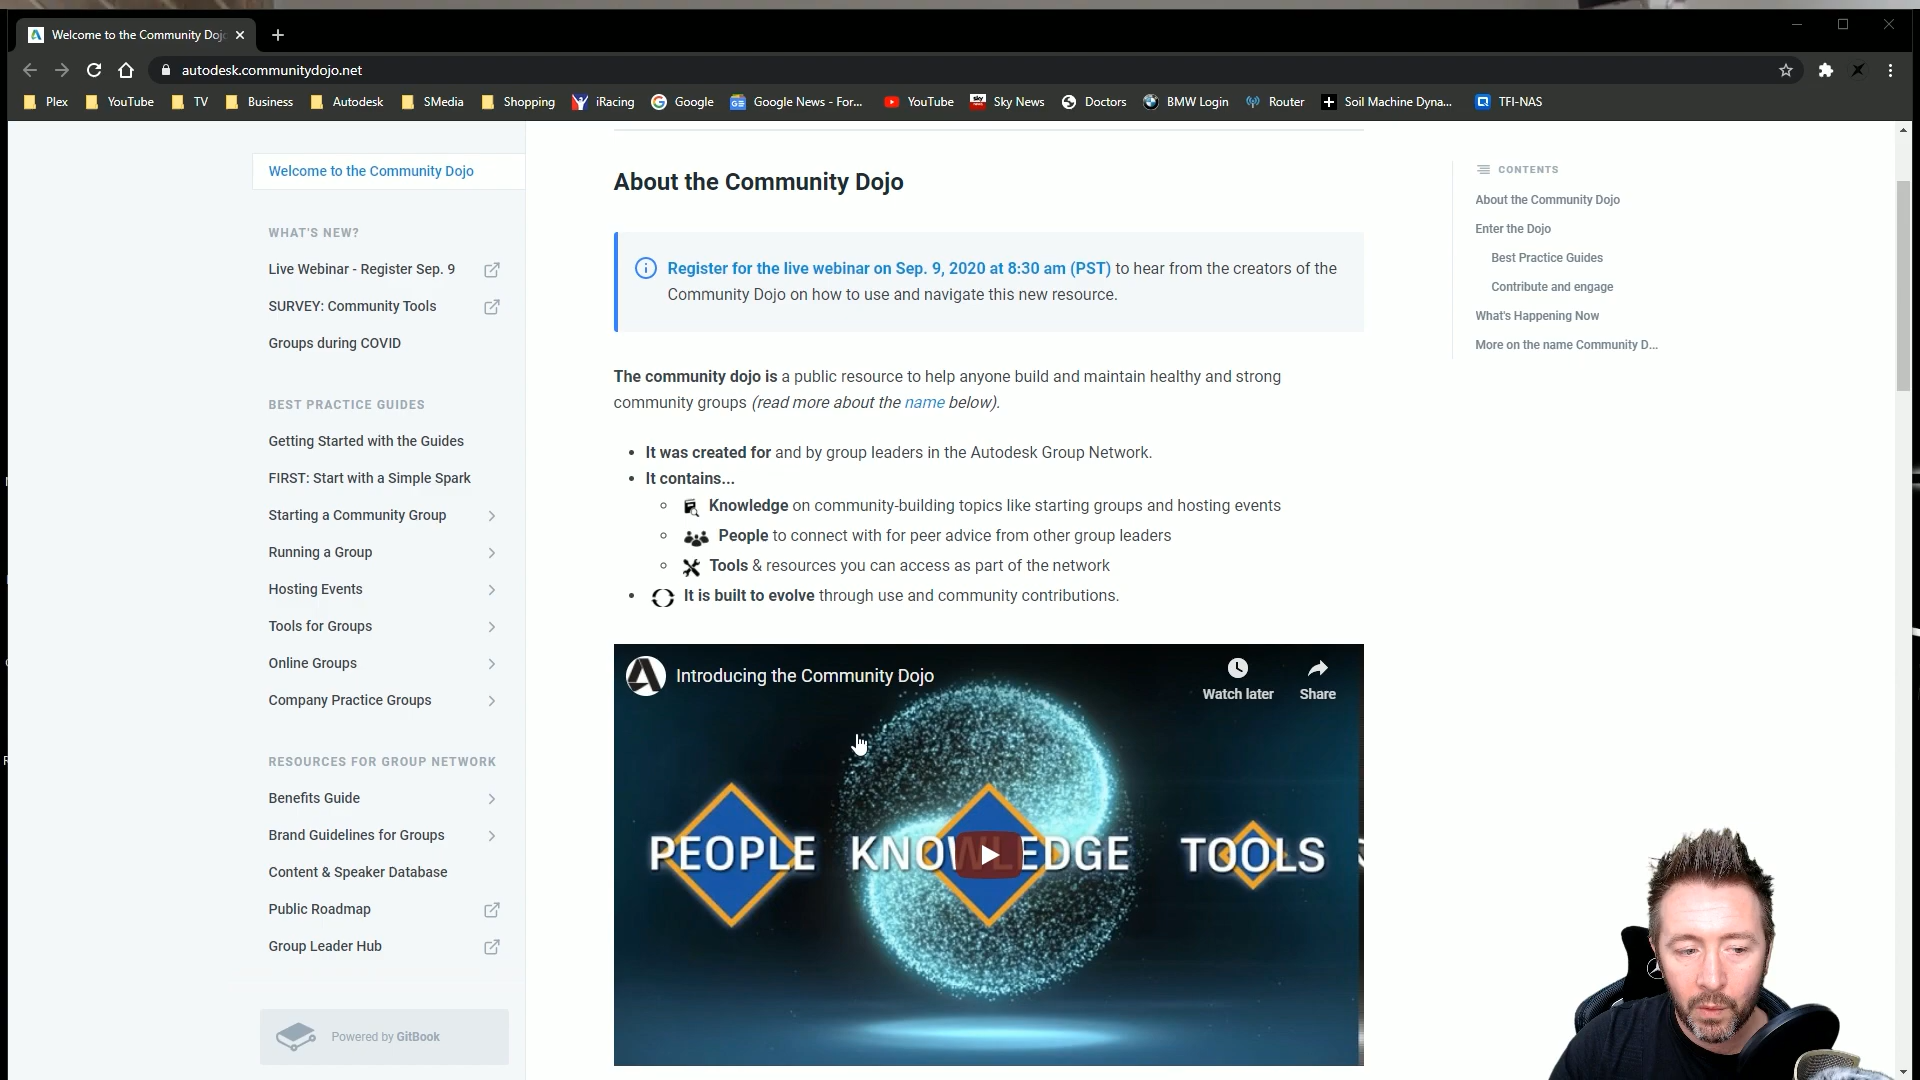 Welcome to the Community Doj
autodesk.communitydojo.net
Plex YouTube TV Business Autodesk SMedia Shopping iRacing Google Google News - For... YouTube Sky News Doctors BMW Login Router Soil Machine Dyna... TFI-NAS
Welcome to the Community Dojo
WHAT'S NEW?
Live Webinar - Register Sep. 9
SURVEY: Community Tools
Groups during COVID
BEST PRACTICE GUIDES
Getting Started with the Guides
FIRST: Start with a Simple Spark
Starting a Community Group
Running a Group
Hosting Events
Tools for Groups
Online Groups
Company Practice Groups
RESOURCES FOR GROUP NETWORK
Benefits Guide
Brand Guidelines for Groups
Content & Speaker Database
Public Roadmap
Group Leader Hub
Powered by GitBook
About the Community Dojo
Register for the live webinar on Sep. 9, 2020 at 8:30 am (PST) to hear from the creators of the
Community Dojo on how to use and navigate this new resource.
The community dojo is a public resource to help anyone build and maintain healthy and strong
community groups (read more about the name below).
• It was created for and by group leaders in the Autodesk Group Network.
• It contains...
Knowledge on community-building topics like starting groups and hosting events
People to connect with for peer advice from other group leaders
Tools & resources you can access as part of the network
• It is built to evolve through use and community contributions.
Introducing the Community Dojo
Watch later
Share
PEOPLE KNOWLEDGE TOOLS
CONTENTS
About the Community Dojo
Enter the Dojo
Best Practice Guides
Contribute and engage
What's Happening Now
More on the name Community D...